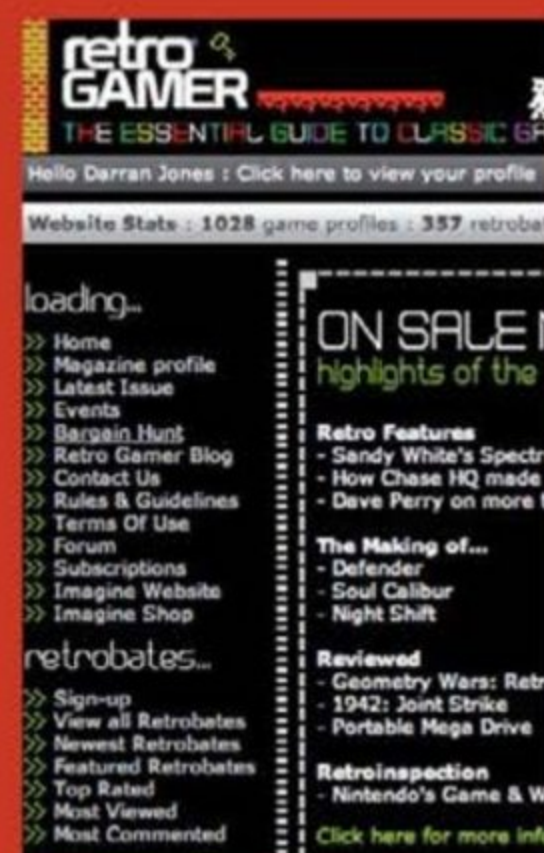 retro
GAMER
THE ESSENTIAL GUIDE TO CLASSIC GA
Hello Darran Jones : Click here to view your profile
Website Stats : 1028 game profiles : 357 retrobat
loading...
>> Home
>> Magazine profile
>> Latest Issue
>> Events
>> Bargain Hunt
>> Retro Gamer Blog
>> Contact Us
>> Rules & Guidelines
>> Terms Of Use
>> Forum
>> Subscriptions
>> Imagine Website
>> Imagine Shop
retrobates...
>> Sign-up
>> View all Retrobates
>> Newest Retrobates
>> Featured Retrobates
>> Top Rated
>> Most Viewed
>> Most Commented
ON SALE N
highlights of the
Retro Features
- Sandy White's Spectr
- How Chase HQ made
- Dave Perry on more t
The Making of...
- Defender
- Soul Calibur
- Night Shift
Reviewed
- Geometry Wars: Retr
- 1942: Joint Strike
- Portable Mega Drive
Retroinspection
- Nintendo's Game & W
Click here for more info